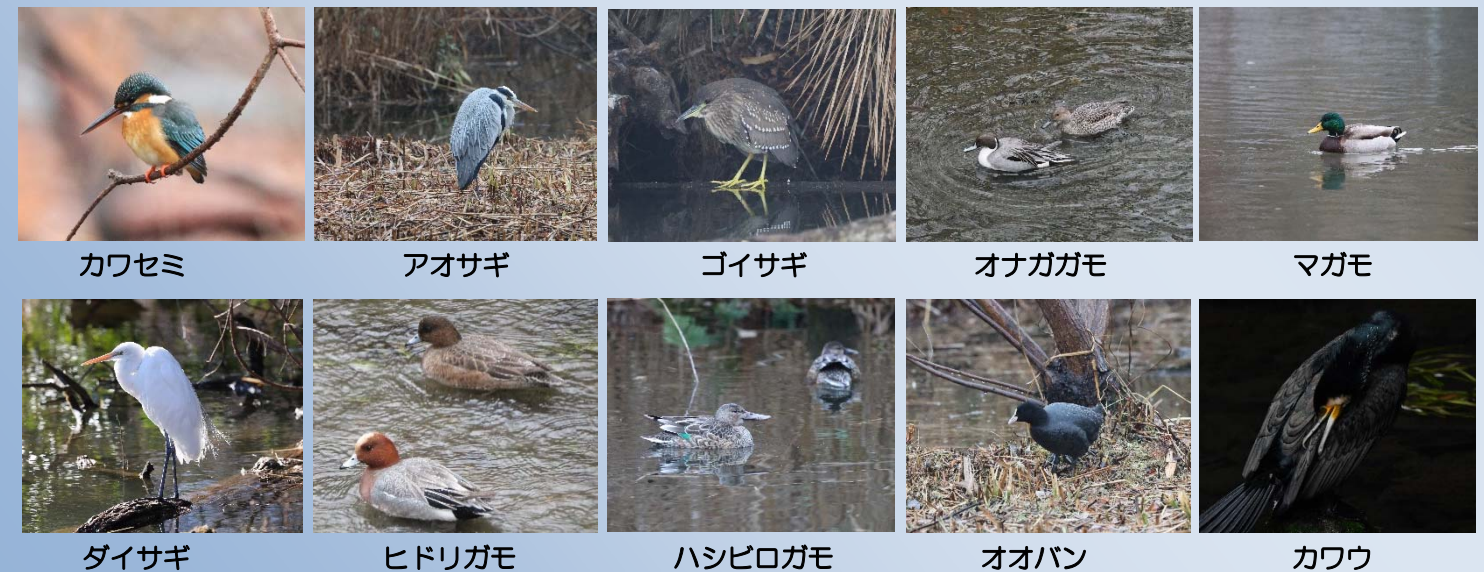 カワセミ
アオサギ
ゴイサギ
オナガガモ
マガモ
ダイサギ
ヒドリガモ
ハシビロガモ
オオバン
カワウ